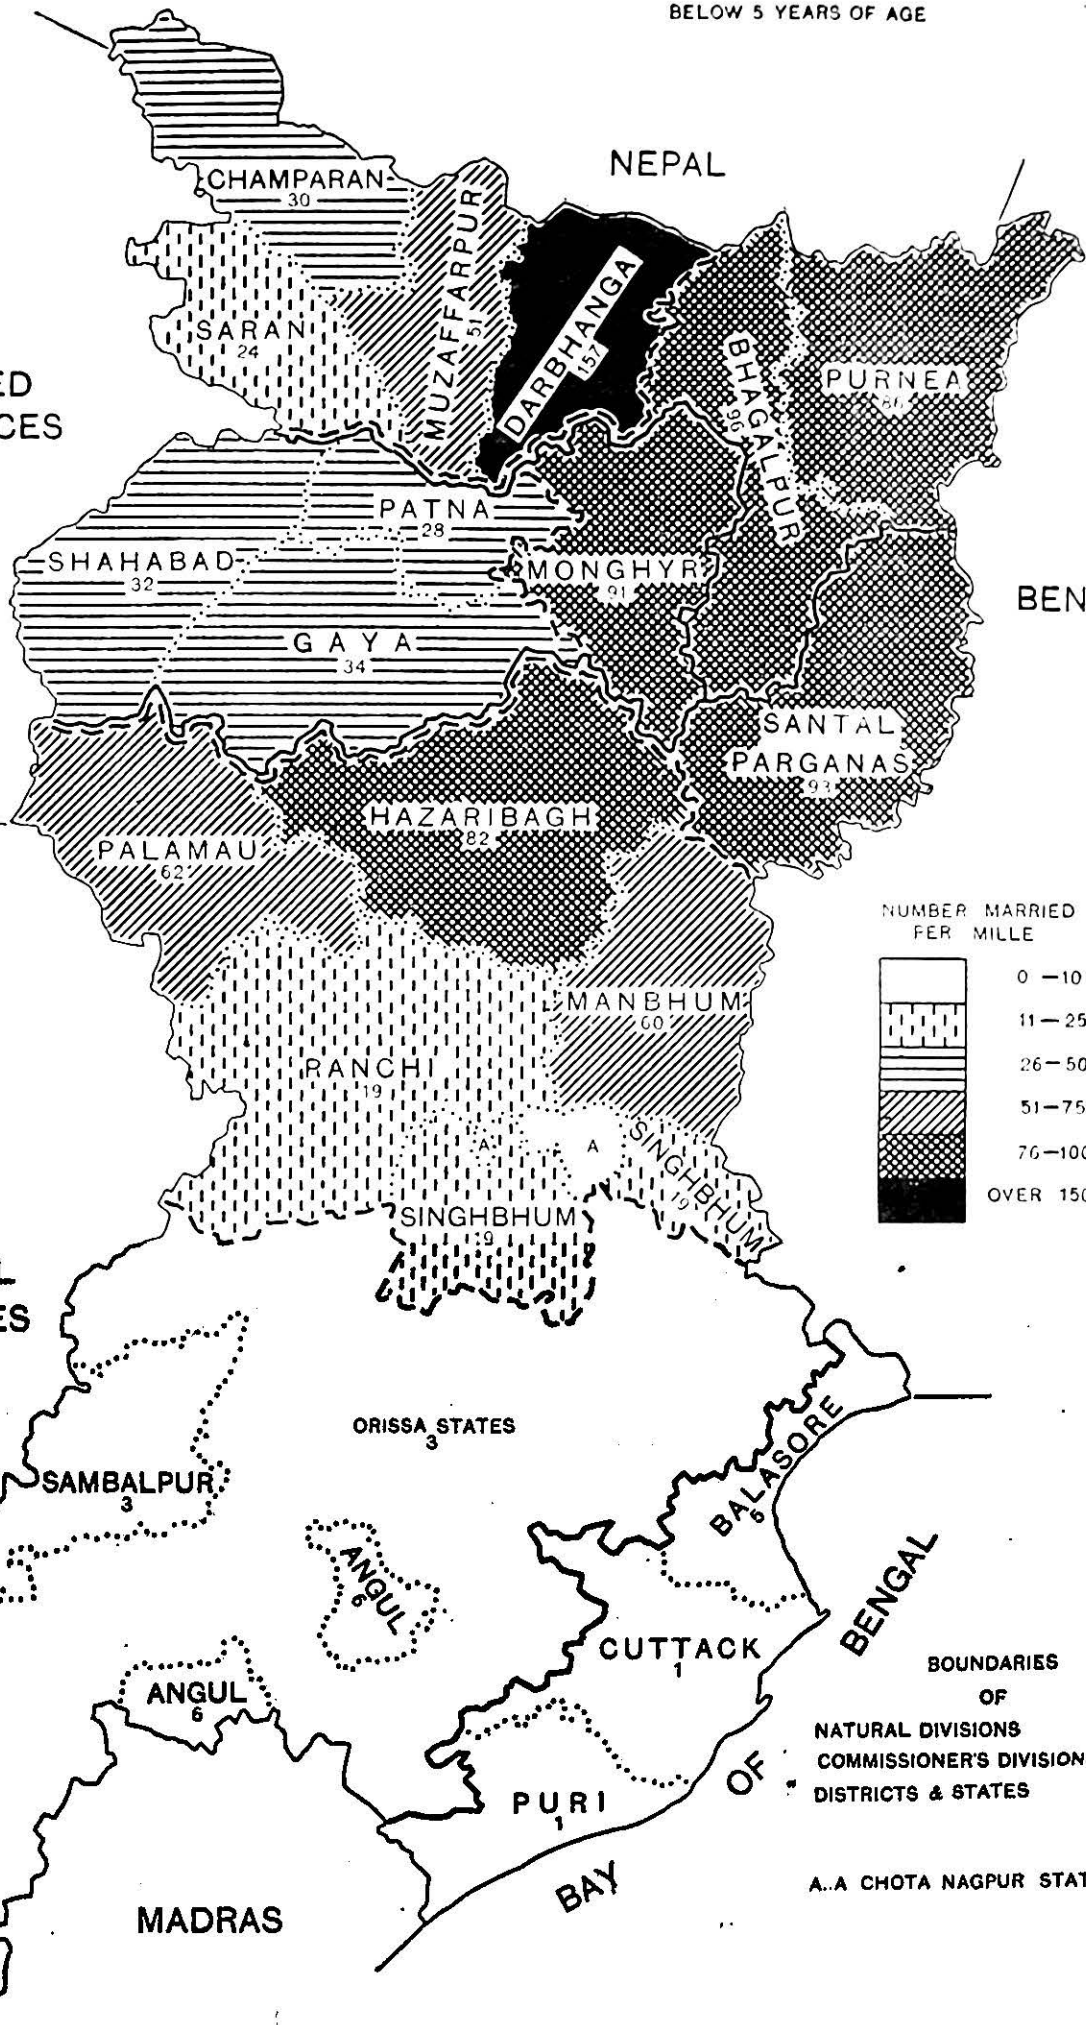 BELOW 5 YEARS OF AGE
NEPAL
CHAMPARAN
30
MUZAFFARPUR
51
DARBHANGA
157
SARAN
24
BHAGALPUR
96
PURNEA
86
ED
CES
PATNA
28
SHAHABAD
32
MONGHYR
91
BEN
GAYA
34
SANTAL
PARGANAS
93
HAZARIBAGH
82
PALAMAU
62
NUMBER MARRIED
PER MILLE
0-10
11-25
26-50
51-75
76-100
OVER 150
MANBHUM
60
RANCHI
19
A
A
SINGHBHUM
19
SINGHBHUM
19
L
ES
ORISSA STATES
3
SAMBALPUR
3
BALASORE
6
ANGUL
6
CUTTACK
1
ANGUL
6
PURI
1
BAY
OF
BENGAL
BOUNDARIES
OF
NATURAL DIVISIONS
COMMISSIONER'S DIVISION
DISTRICTS & STATES
A..A CHOTA NAGPUR STAT
MADRAS